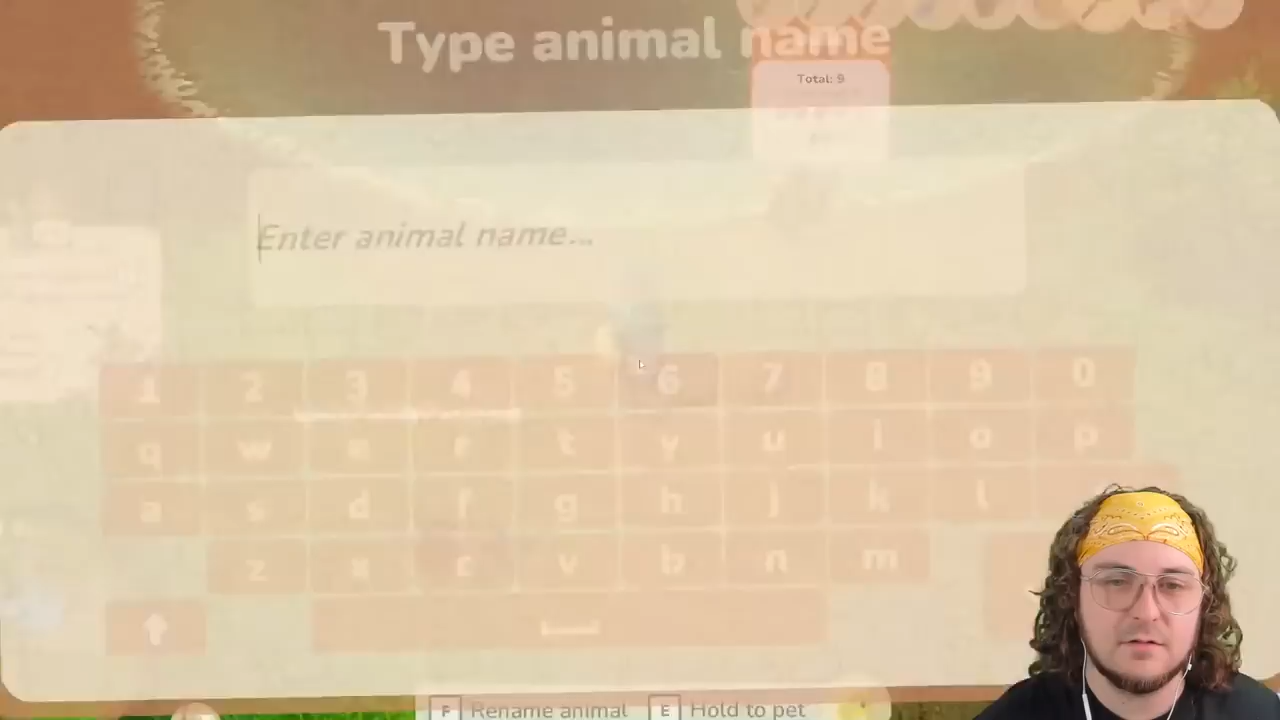 Type animal name
Total: 9
Enter animal name...
1 2 3 4 5 6 7 8 9 0
q w e r t y u i o p
a s d f g h j k l
z x c v b n m
F Rename animal E Hold to pet